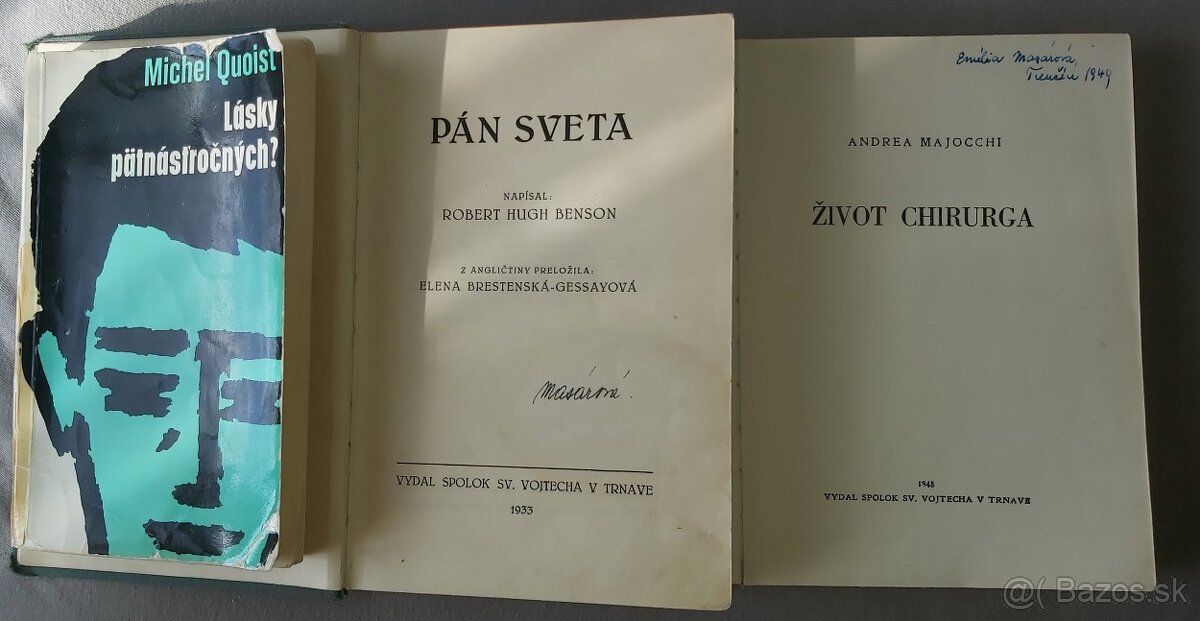 Michel Quoist
Lásky
pätnásťročných?
PÁN SVETA
NAPÍSAL:
ROBERT HUGH BENSON
Z ANGLIČTINY PRELOŽILA:
ELENA BRESTENSKÁ-GESSAYOVÁ
Masárová.
VYDAL SPOLOK SV. VOJTECHA V TRNAVE
1933
Emília Masárová,
Trenčín 1949
ANDREA MAJOCCHI
ŽIVOT CHIRURGA
1948
VYDAL SPOLOK SV. VOJTECHA V TRNAVE
@( Bazos.sk